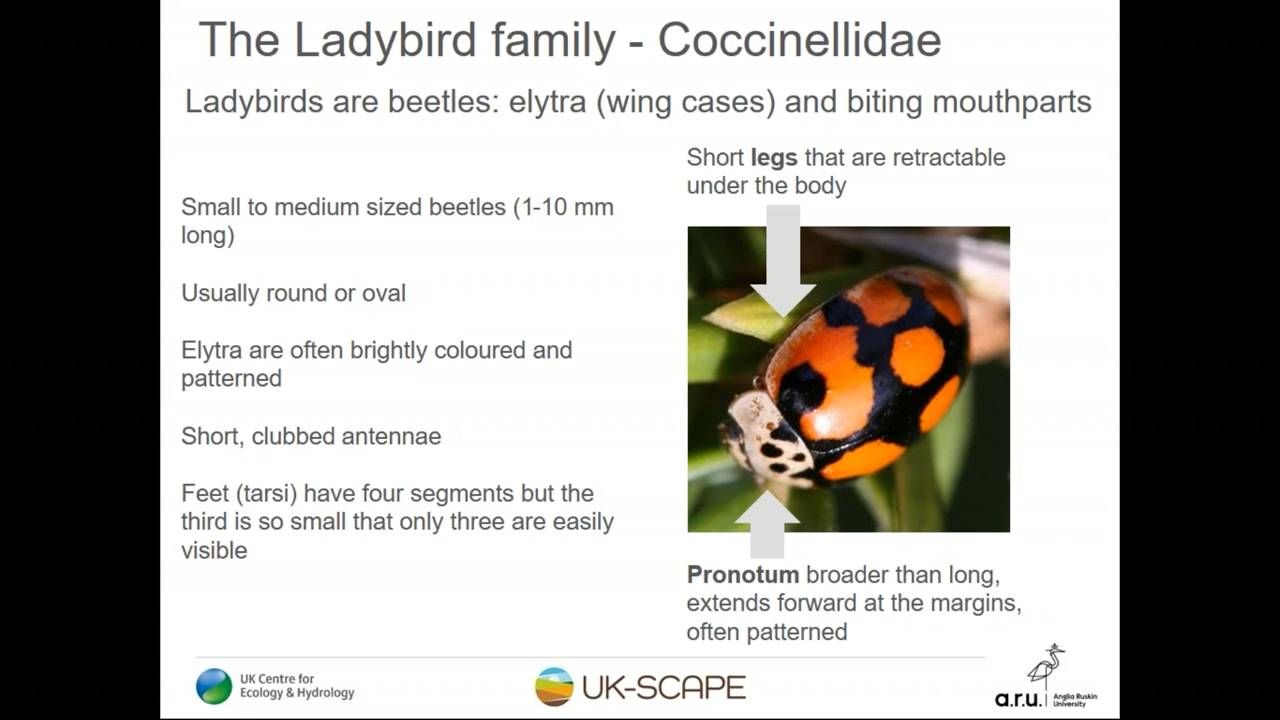 The Ladybird family - Coccinellidae
Ladybirds are beetles: elytra (wing cases) and biting mouthparts
Small to medium sized beetles (1-10 mm
long)
Usually round or oval
Elytra are often brightly coloured and
patterned
Short, clubbed antennae
Feet (tarsi) have four segments but the
third is so small that only three are easily
visible
Short legs that are retractable
under the body
Pronotum broader than long,
extends forward at the margins,
often patterned
UK Centre for
Ecology & Hydrology
UK-SCAPE
a.r.u.
Anglia Ruskin
University